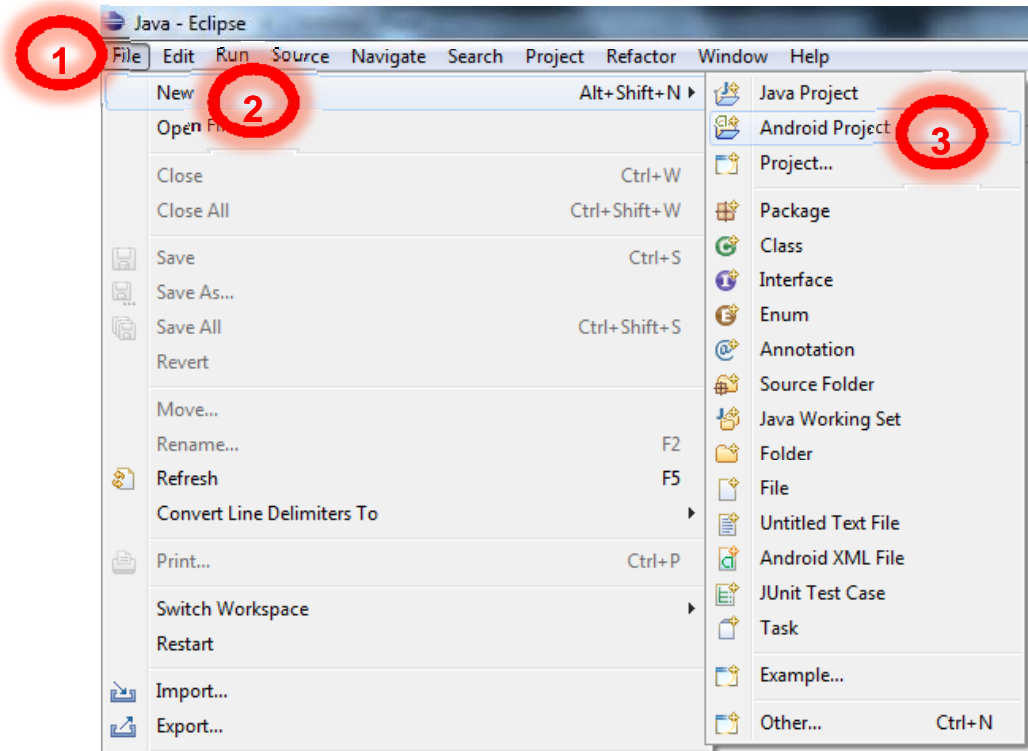 Java - Eclipse
1
File Edit Run Source Navigate Search Project Refactor Window Help
New Alt+Shift+N
2
Open
Close Ctrl+W
Close All Ctrl+Shift+W
Save Ctrl+S
Save As...
Save All Ctrl+Shift+S
Revert
Move...
Rename... F2
Refresh F5
Convert Line Delimiters To
Print... Ctrl+P
Switch Workspace
Restart
Import...
Export...
Java Project
Android Project
3
Project...
Package
Class
Interface
Enum
Annotation
Source Folder
Java Working Set
Folder
File
Untitled Text File
Android XML File
JUnit Test Case
Task
Example...
Other... Ctrl+N